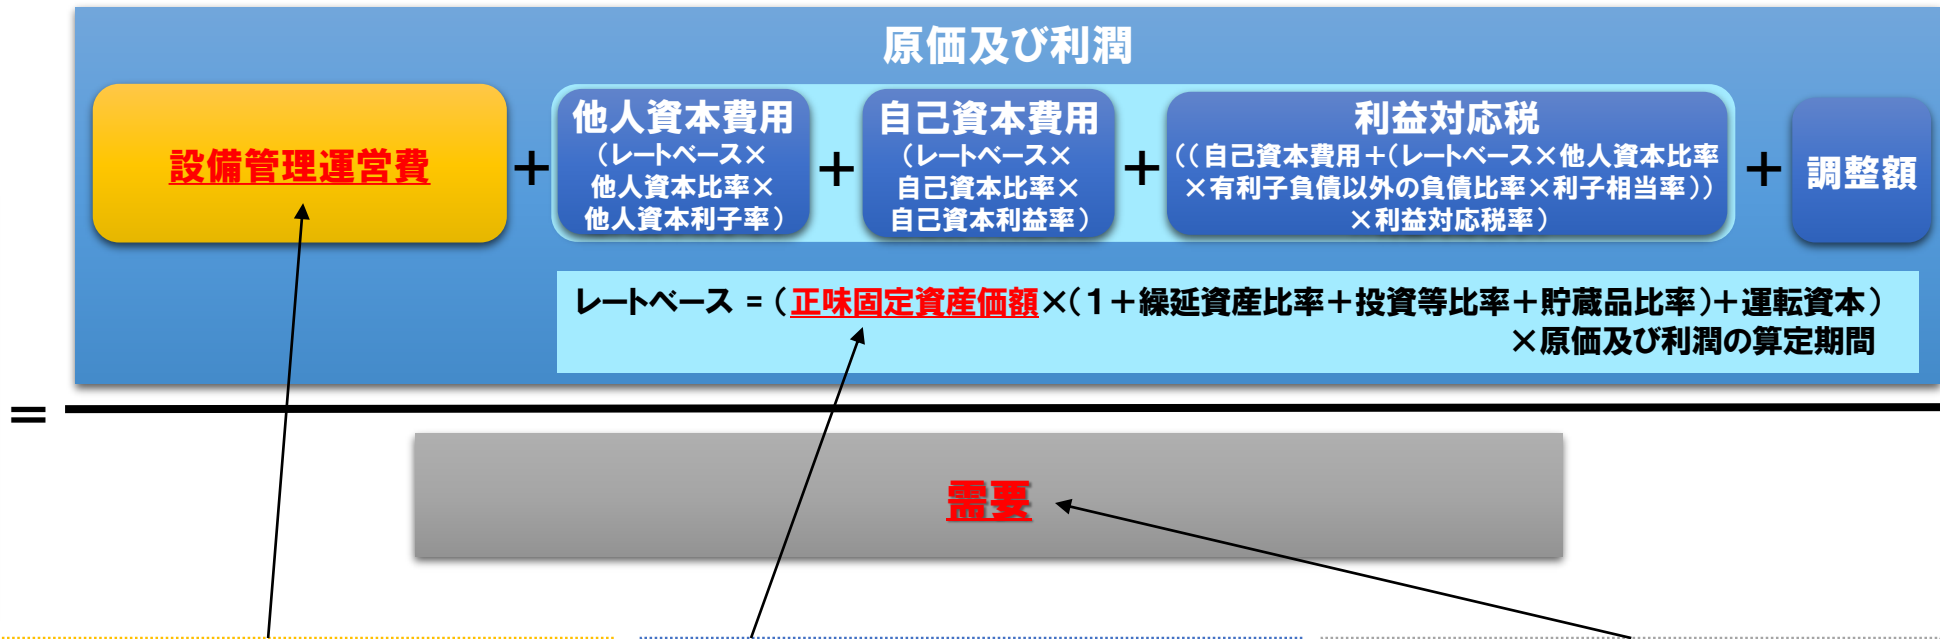 原価及び利潤
設備管理運営費
+
他人資本費用
（レートベース×
他人資本比率×
他人資本利子率）
+
自己資本費用
（レートベース×
自己資本比率×
自己資本利益率）
+
利益対応税
（（自己資本費用＋（レートベース×他人資本比率
×有利子負債以外の負債比率×利子相当率））
×利益対応税率）
+
調整額
レートベース ＝（正味固定資産価額×（１＋繰延資産比率＋投資等比率＋貯蔵品比率）＋運転資本）
×原価及び利潤の算定期間
＝
需要